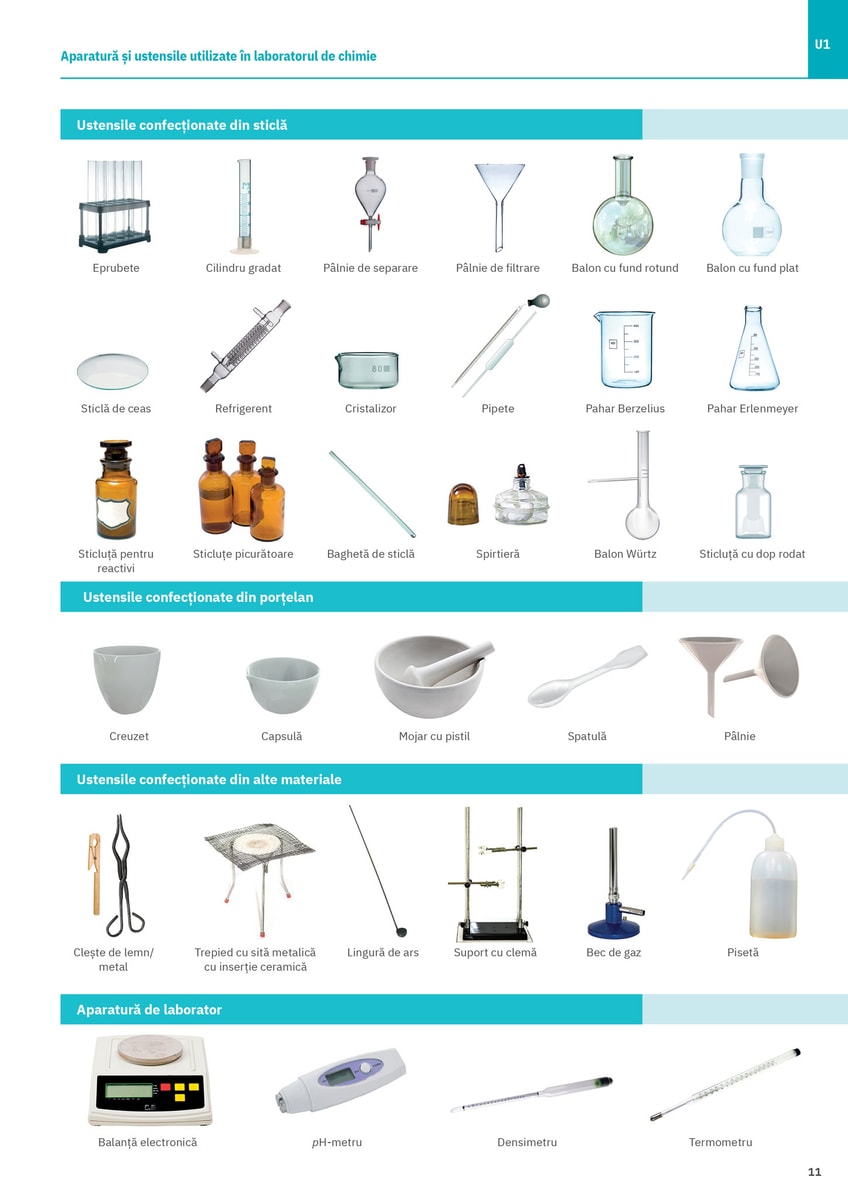 U1
Aparatură și ustensile utilizate în laboratorul de chimie
Ustensile confecționate din sticlă
Eprubete
Cilindru gradat
Pâlnie de separare
Pâlnie de filtrare
Balon cu fund rotund
Balon cu fund plat
Sticlă de ceas
Refrigerent
Cristalizor
Pipete
Pahar Berzelius
Pahar Erlenmeyer
Sticluță pentru
reactivi
Sticluțe picurătoare
Baghetă de sticlă
Spirtieră
Balon Würtz
Sticluță cu dop rodat
Ustensile confecționate din porțelan
Creuzet
Capsulă
Mojar cu pistil
Spatulă
Pâlnie
Ustensile confecționate din alte materiale
Clește de lemn/
metal
Trepied cu sită metalică
cu inserție ceramică
Lingură de ars
Suport cu clemă
Bec de gaz
Pisetă
Aparatură de laborator
Balanță electronică
pH-metru
Densimetru
Termometru
11